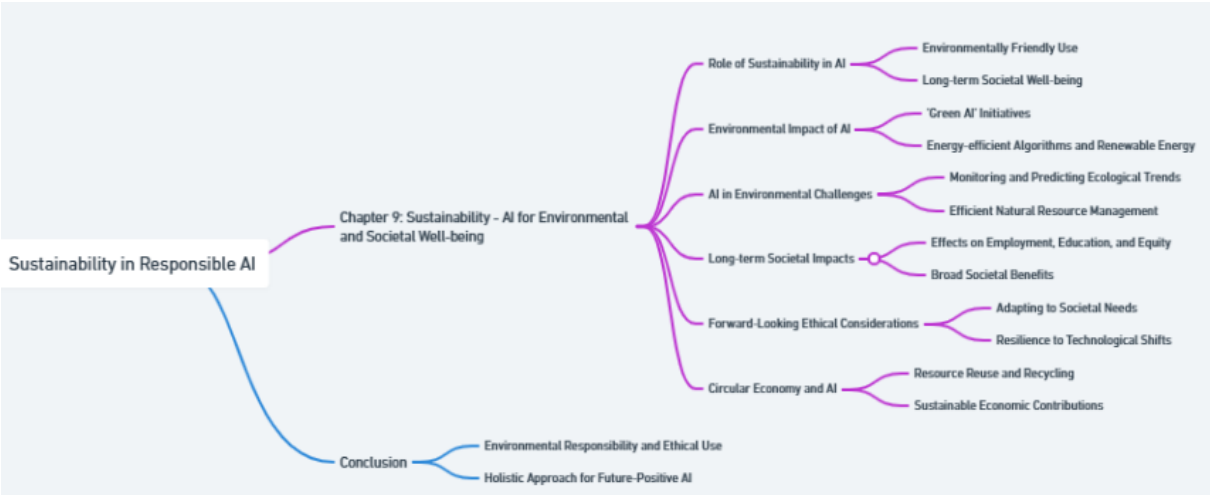 Sustainability in Responsible AI
Chapter 9: Sustainability - AI for Environmental
and Societal Well-being
Role of Sustainability in AI
Environmentally Friendly Use
Long-term Societal Well-being
Environmental Impact of AI
'Green AI' Initiatives
Energy-efficient Algorithms and Renewable Energy
AI in Environmental Challenges
Monitoring and Predicting Ecological Trends
Efficient Natural Resource Management
Long-term Societal Impacts
Effects on Employment, Education, and Equity
Broad Societal Benefits
Forward-Looking Ethical Considerations
Adapting to Societal Needs
Resilience to Technological Shifts
Circular Economy and AI
Resource Reuse and Recycling
Sustainable Economic Contributions
Conclusion
Environmental Responsibility and Ethical Use
Holistic Approach for Future-Positive AI